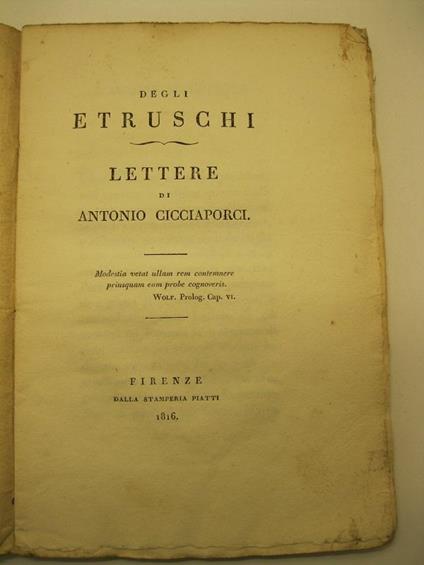 DEGLI
ETRUSCHI
LETTERE
DI
ANTONIO CICCIAPORCI.
Modestia vetat ullam rem contemnere
priusquam eam probe cognoveris.
WOLF. Prolog. Cap. VI.
FIRENZE
DALLA STAMPERIA PIATTI
1816.